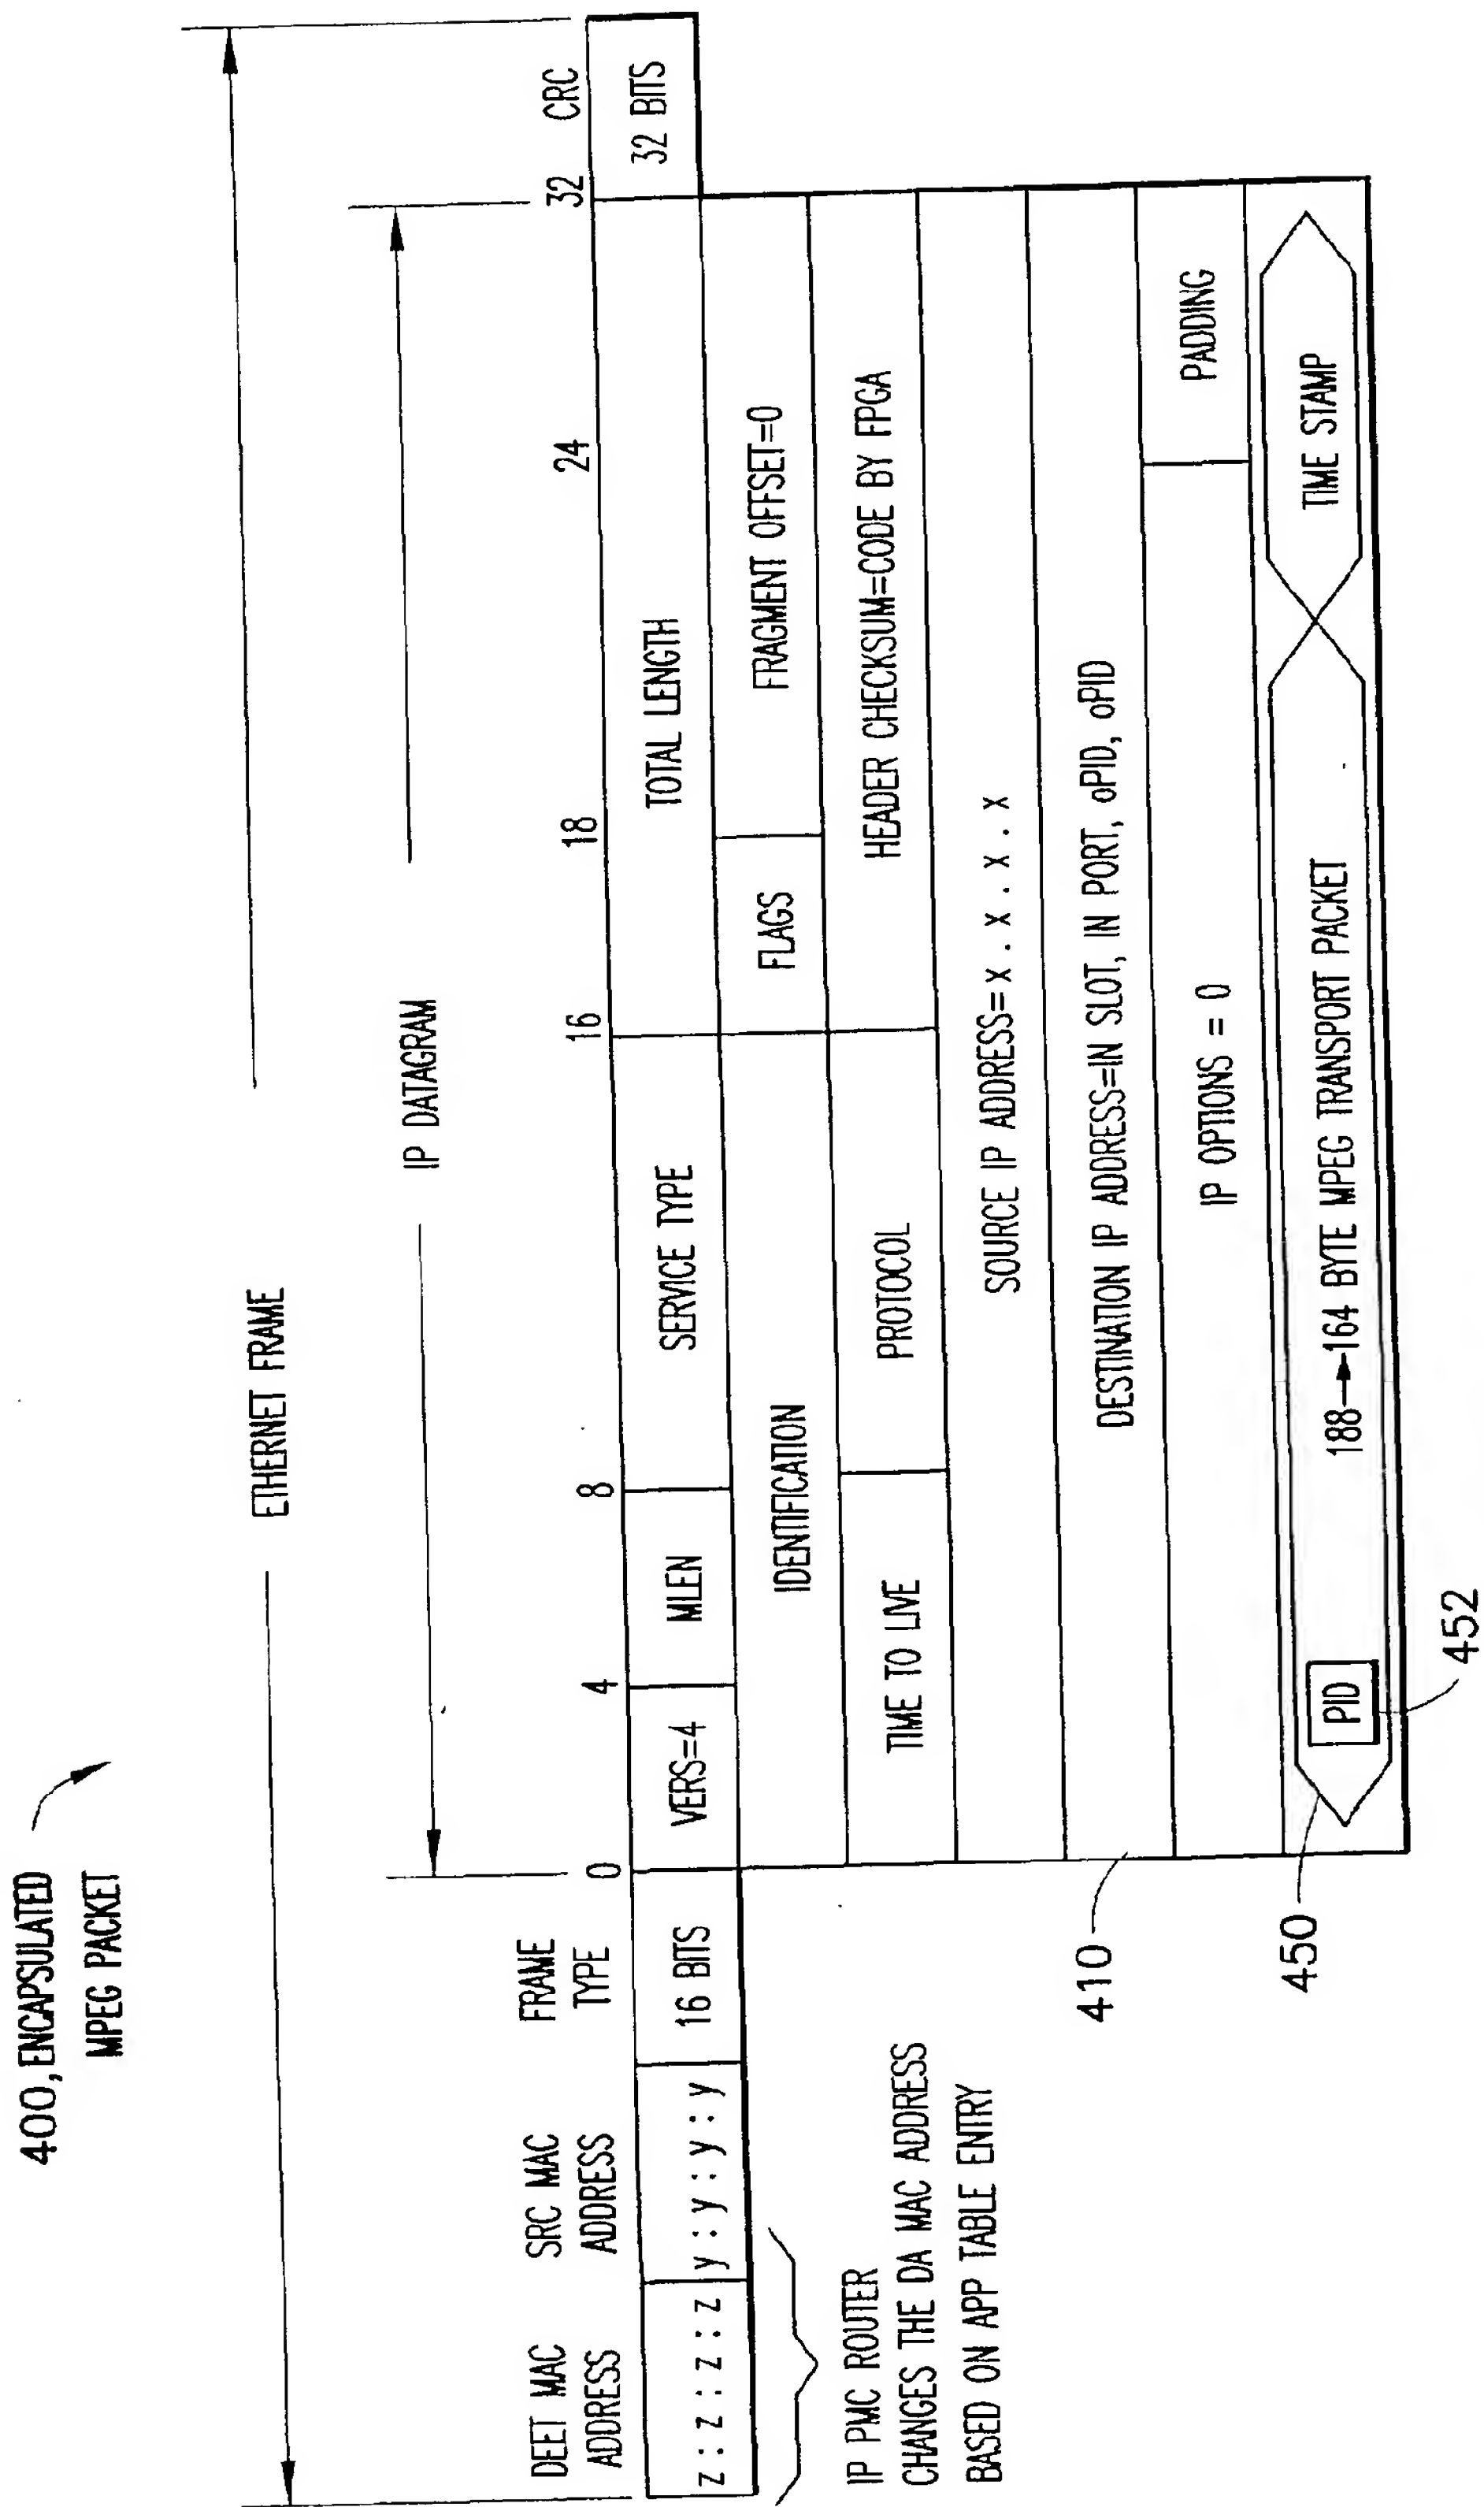 400, ENCAPSULATED
MPEG PACKET
ETHERNET FRAME
IP DATAGRAM
DEET MAC
ADDRESS
SRC MAC
ADDRESS
FRAME
TYPE
0
4
8
16
18
24
32
CRC
z : z : z : z
y : y : y : y
16 BITS
VERS=4
MLEN
SERVICE TYPE
TOTAL LENGTH
32 BITS
IDENTIFICATION
FLAGS
FRAGMENT OFFSET=0
TIME TO LIVE
PROTOCOL
HEADER CHECKSUM=CODE BY FPGA
SOURCE IP ADDRESS=x . x . x . x
DESTINATION IP ADDRESS=IN SLOT, IN PORT, oPID, oPID
IP OPTIONS = 0
PADDING
PID
188→164 BYTE MPEG TRANSPORT PACKET
TIME STAMP
IP PMC ROUTER
CHANGES THE DA MAC ADDRESS
BASED ON APP TABLE ENTRY
410
450
452